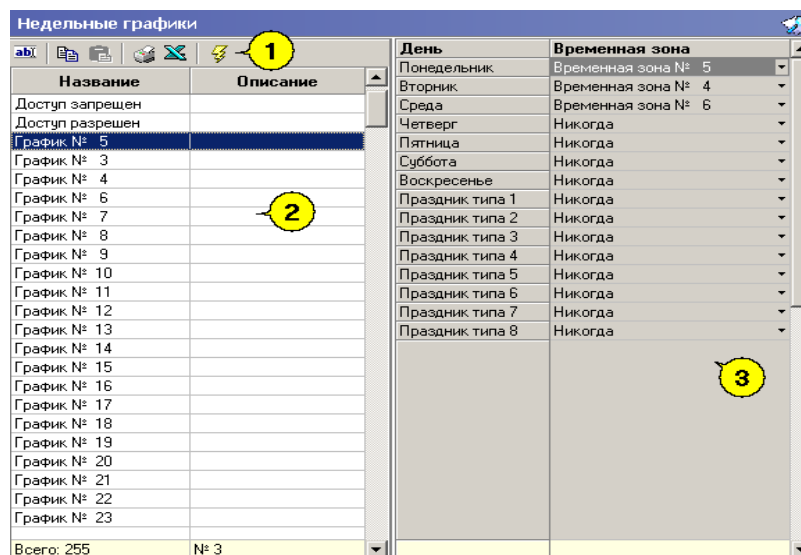 Недельные графики
abI
1
Название Описание
Доступ запрещен
Доступ разрешен
График № 5
График № 3
График № 4
График № 6
График № 7
График № 8
График № 9
График № 10
График № 11
График № 12
График № 13
График № 14
График № 15
График № 16
График № 17
График № 18
График № 19
График № 20
График № 21
График № 22
График № 23
Всего: 255 № 3
2
День Временная зона
Понедельник Временная зона № 5
Вторник Временная зона № 4
Среда Временная зона № 6
Четверг Никогда
Пятница Никогда
Суббота Никогда
Воскресенье Никогда
Праздник типа 1 Никогда
Праздник типа 2 Никогда
Праздник типа 3 Никогда
Праздник типа 4 Никогда
Праздник типа 5 Никогда
Праздник типа 6 Никогда
Праздник типа 7 Никогда
Праздник типа 8 Никогда
3